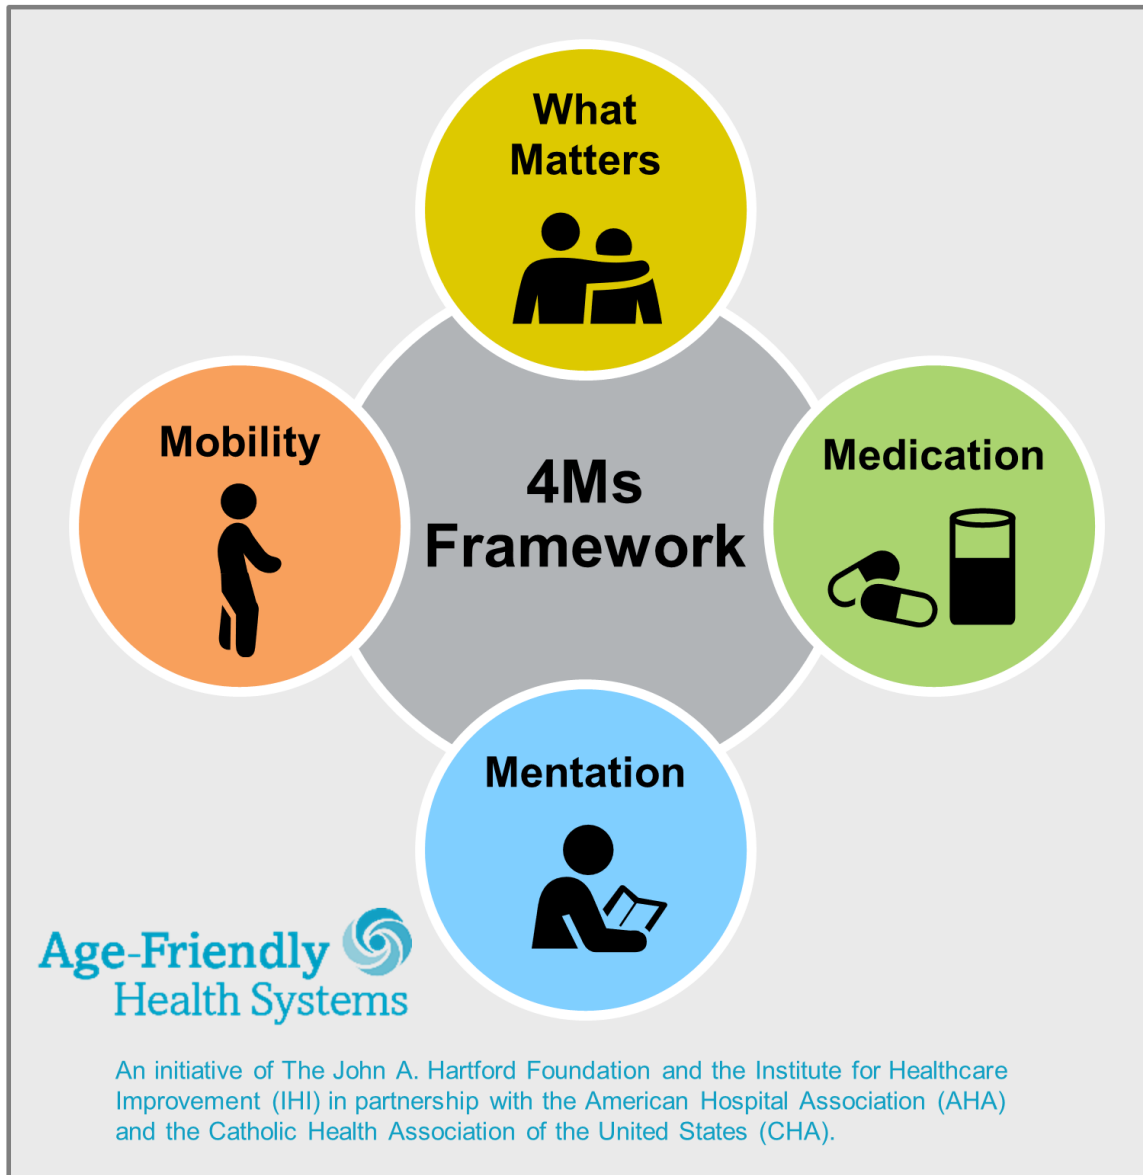 What
Matters
Mobility
4Ms
Framework
Medication
Mentation
Age-Friendly
Health Systems
An initiative of The John A. Hartford Foundation and the Institute for Healthcare
Improvement (IHI) in partnership with the American Hospital Association (AHA)
and the Catholic Health Association of the United States (CHA).